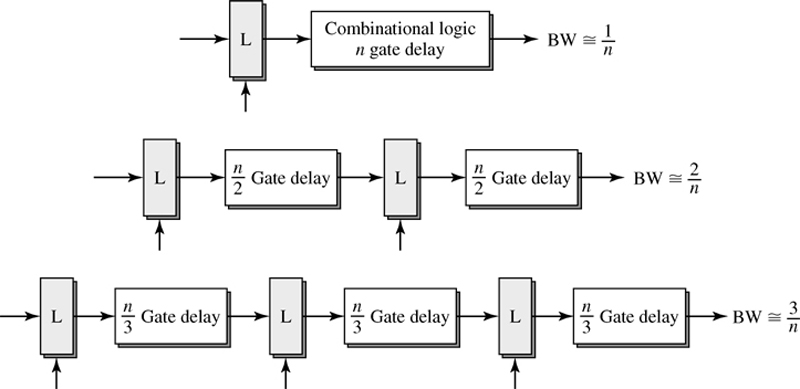 L Combinational logic n gate delay BW ≅ 1/n
L n/2 Gate delay L n/2 Gate delay BW ≅ 2/n
L n/3 Gate delay L n/3 Gate delay L n/3 Gate delay BW ≅ 3/n